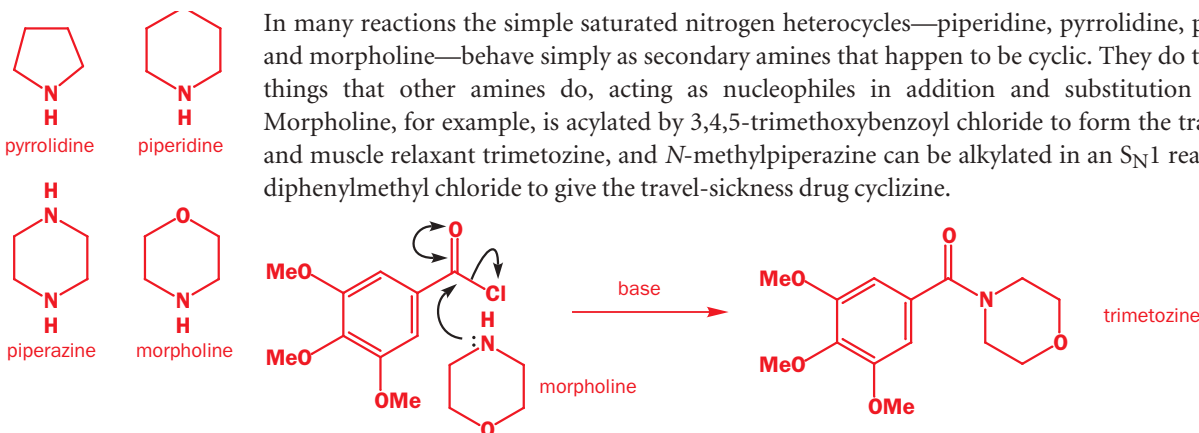 In many reactions the simple saturated nitrogen heterocycles—piperidine, pyrrolidine,
and morpholine—behave simply as secondary amines that happen to be cyclic. They do
things that other amines do, acting as nucleophiles in addition and substitution
Morpholine, for example, is acylated by 3,4,5-trimethoxybenzoyl chloride to form the
and muscle relaxant trimetozine, and N-methylpiperazine can be alkylated in an SN1
diphenylmethyl chloride to give the travel-sickness drug cyclizine.
N
H
pyrrolidine
N
H
piperidine
H
N
N
H
piperazine
O
N
H
morpholine
O
MeO
Cl
H
N
MeO
OMe
O
morpholine
base
O
MeO
N
MeO
O
OMe
trimetozine